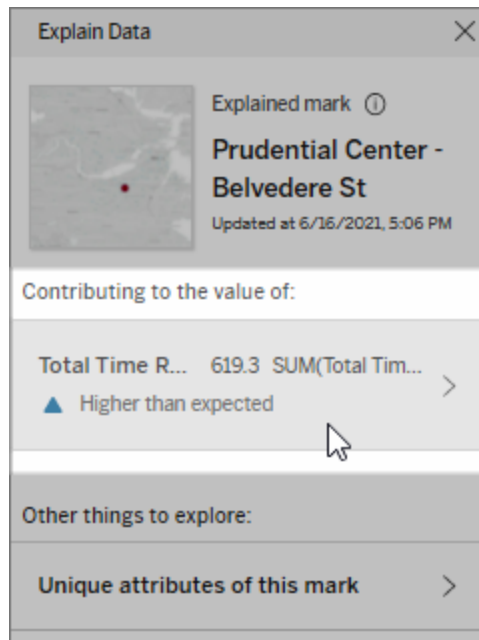 Explain Data
Explained mark
Prudential Center -
Belvedere St
Updated at 6/16/2021, 5:06 PM
Contributing to the value of:
Total Time R... 619.3 SUM(Total Tim...
Higher than expected
Other things to explore:
Unique attributes of this mark